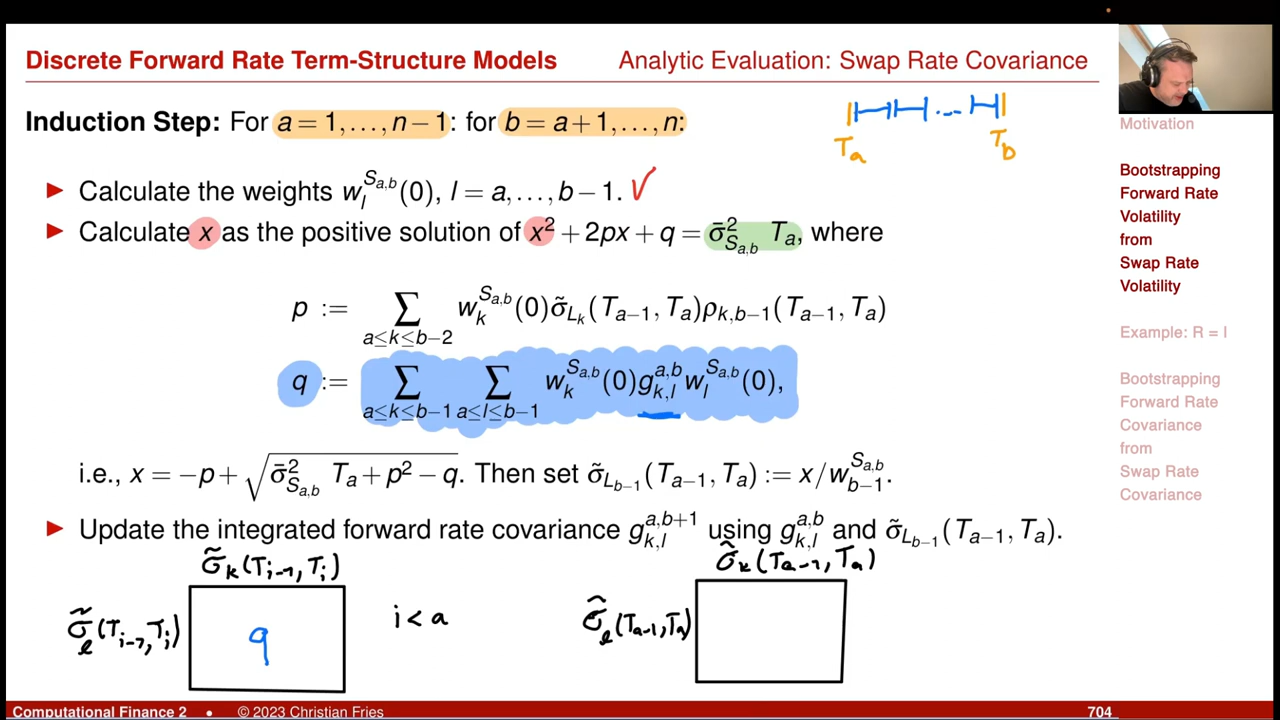 Discrete Forward Rate Term-Structure Models
Analytic Evaluation: Swap Rate Covariance
Induction Step: For a = 1,…,n−1: for b = a+1,…,n:
T_a ... T_b
▶ Calculate the weights w_l^{S_{a,b}}(0), l = a,…,b−1. ✓
▶ Calculate x as the positive solution of x² + 2px + q = σ̄²_{S_{a,b}} T_a, where
p := ∑_{a≤k≤b−2} w_k^{S_{a,b}}(0) σ̃_{L_k}(T_{a−1}, T_a) ρ_{k,b−1}(T_{a−1}, T_a)
q := ∑_{a≤k≤b−1} ∑_{a≤l≤b−1} w_k^{S_{a,b}}(0) g_{k,l}^{a,b} w_l^{S_{a,b}}(0),
i.e., x = −p + √(σ̄²_{S_{a,b}} T_a + p² − q). Then set σ̃_{L_{b−1}}(T_{a−1}, T_a) := x/w_{b−1}^{S_{a,b}}.
▶ Update the integrated forward rate covariance g_{k,l}^{a,b+1} using g_{k,l}^{a,b} and σ̃_{L_{b−1}}(T_{a−1}, T_a).
σ̃_k(T_{i−1}, T_i)
σ̃_l(T_{i−1}, T_i)
q
i < a
σ̂_k(T_{a−1}, T_a)
σ̂_l(T_{a−1}, T_a)
Motivation
Bootstrapping
Forward Rate
Volatility
from
Swap Rate
Volatility
Example: R = I
Bootstrapping
Forward Rate
Covariance
from
Swap Rate
Covariance
Computational Finance 2 • © 2023 Christian Fries
704